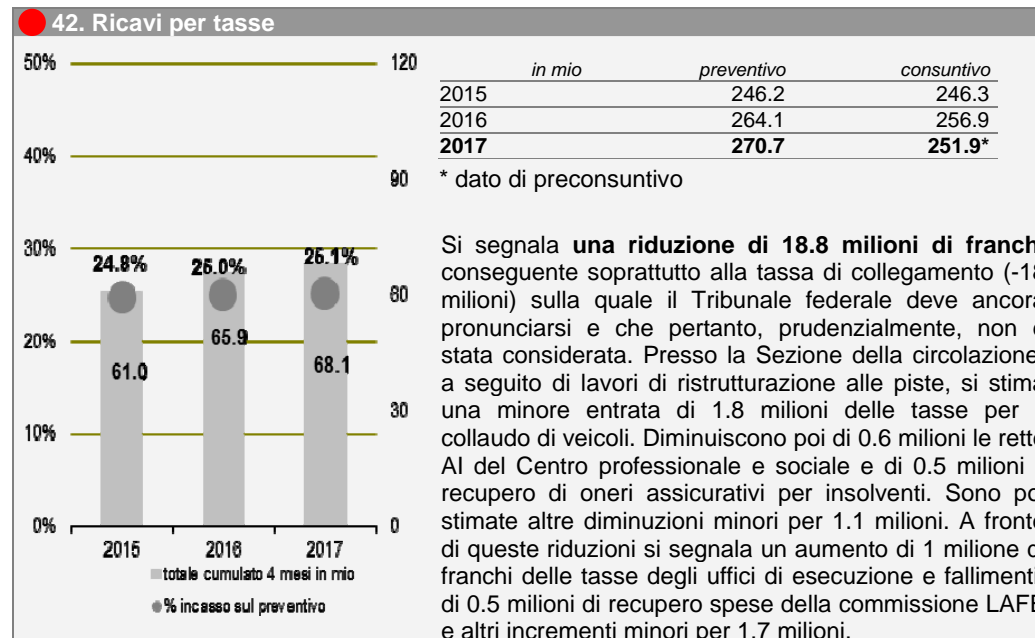 42. Ricavi per tasse
50%
40%
30%
20%
10%
0%
120
90
60
30
0
24.8%
25.0%
25.1%
61.0
65.9
68.1
2015 2016 2017
totale cumulato 4 mesi in mio
% incasso sul preventivo
in mio preventivo consuntivo
2015 246.2 246.3
2016 264.1 256.9
2017 270.7 251.9*
* dato di preconsuntivo
Si segnala una riduzione di 18.8 milioni di franch
conseguente soprattutto alla tassa di collegamento (-18
milioni) sulla quale il Tribunale federale deve ancora
pronunciarsi e che pertanto, prudenzialmente, non
stata considerata. Presso la Sezione della circolazione
a seguito di lavori di ristrutturazione alle piste, si stima
una minore entrata di 1.8 milioni delle tasse per
collaudo di veicoli. Diminuiscono poi di 0.6 milioni le rette
AI del Centro professionale e sociale e di 0.5 milioni
recupero di oneri assicurativi per insolventi. Sono po
stimate altre diminuzioni minori per 1.1 milioni. A fronte
di queste riduzioni si segnala un aumento di 1 milione d
franchi delle tasse degli uffici di esecuzione e fallimenti
di 0.5 milioni di recupero spese della commissione LAFE
e altri incrementi minori per 1.7 milioni.